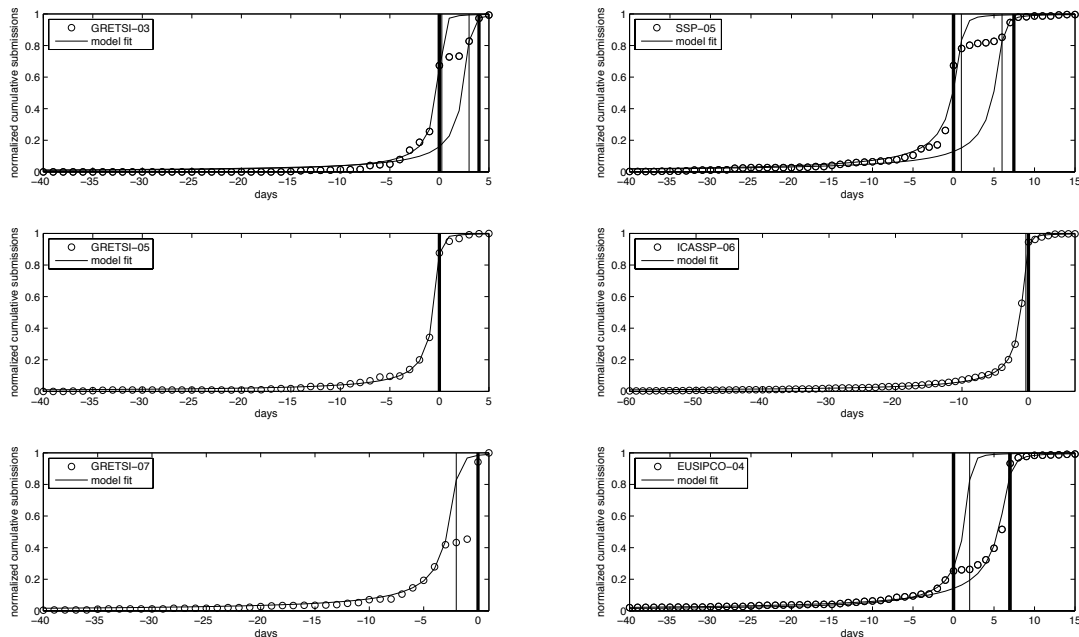 normalized cumulative submissions
1
0.8
0.6
0.4
0.2
0
GRETSI−03
model fit
−40 −35 −30 −25 −20 −15 −10 −5 0 5
days
normalized cumulative submissions
1
0.8
0.6
0.4
0.2
0
SSP−05
model fit
−40 −35 −30 −25 −20 −15 −10 −5 0 5 10 15
days
normalized cumulative submissions
1
0.8
0.6
0.4
0.2
0
GRETSI−05
model fit
−40 −35 −30 −25 −20 −15 −10 −5 0 5
days
normalized cumulative submissions
1
0.8
0.6
0.4
0.2
0
ICASSP−06
model fit
−60 −50 −40 −30 −20 −10 0
days
normalized cumulative submissions
1
0.8
0.6
0.4
0.2
0
GRETSI−07
model fit
−40 −35 −30 −25 −20 −15 −10 −5 0
days
normalized cumulative submissions
1
0.8
0.6
0.4
0.2
0
EUSIPCO−04
model fit
−40 −35 −30 −25 −20 −15 −10 −5 0 5 10 15
days